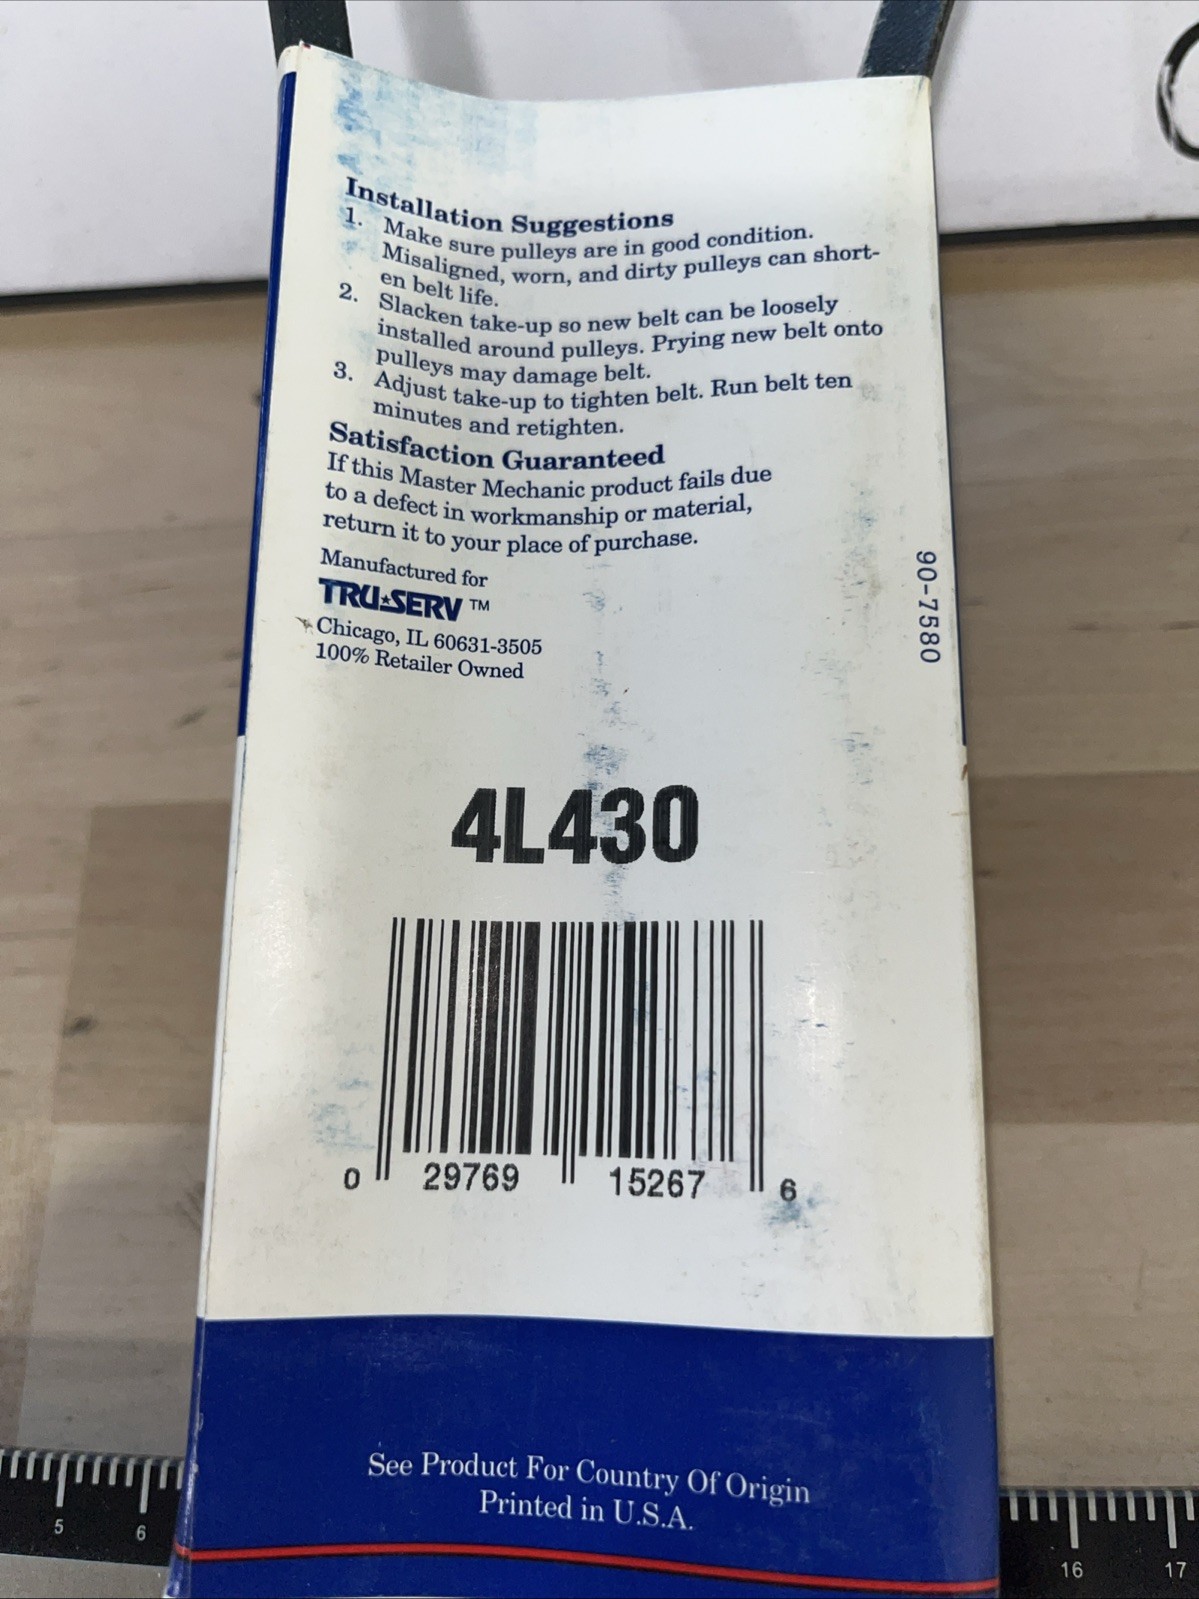 Installation Suggestions
1. Make sure pulleys are in good condition.
Misaligned, worn, and dirty pulleys can short-
en belt life.
2. Slacken take-up so new belt can be loosely
installed around pulleys. Prying new belt onto
pulleys may damage belt.
3. Adjust take-up to tighten belt. Run belt ten
minutes and retighten.
Satisfaction Guaranteed
If this Master Mechanic product fails due
to a defect in workmanship or material,
return it to your place of purchase.
Manufactured for
TRU★SERV™
Chicago, IL 60631-3505
100% Retailer Owned
90-7580
4L430
0 29769 15267 6
See Product For Country Of Origin
Printed in U.S.A.
5 6 16 17